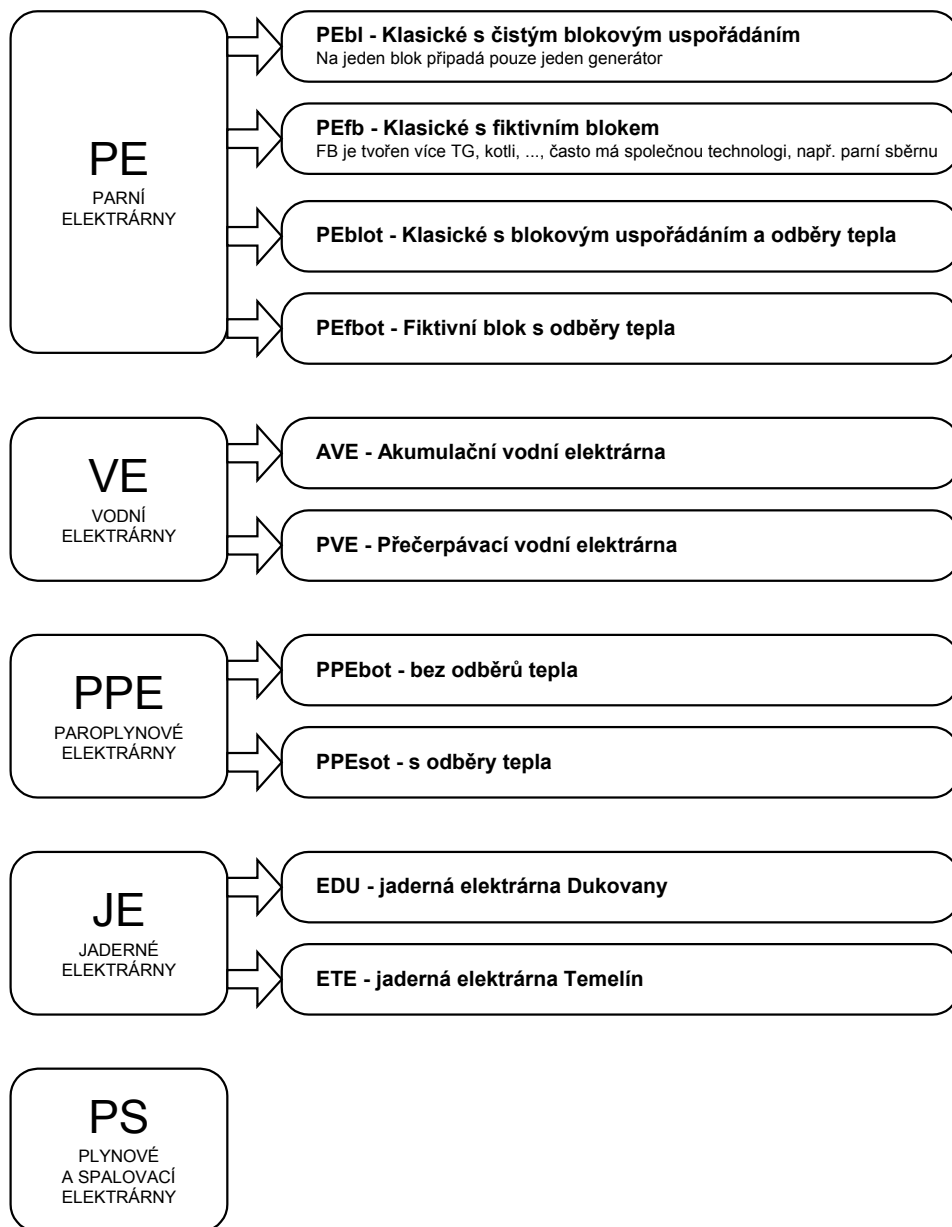 PE
PARNÍ
ELEKTRÁRNY
PEbl - Klasické s čistým blokovým uspořádáním
Na jeden blok připadá pouze jeden generátor
PEfb - Klasické s fiktivním blokem
FB je tvořen více TG, kotli, ..., často má společnou technologi, např. parní sběrnu
PEblot - Klasické s blokovým uspořádáním a odběry tepla
PEfbot - Fiktivní blok s odběry tepla
VE
VODNÍ
ELEKTRÁRNY
AVE - Akumulační vodní elektrárna
PVE - Přečerpávací vodní elektrárna
PPE
PAROPLYNOVÉ
ELEKTRÁRNY
PPEbot - bez odběrů tepla
PPEsot - s odběry tepla
JE
JADERNÉ
ELEKTRÁRNY
EDU - jaderná elektrárna Dukovany
ETE - jaderná elektrárna Temelín
PS
PLYNOVÉ
A SPALOVACÍ
ELEKTRÁRNY